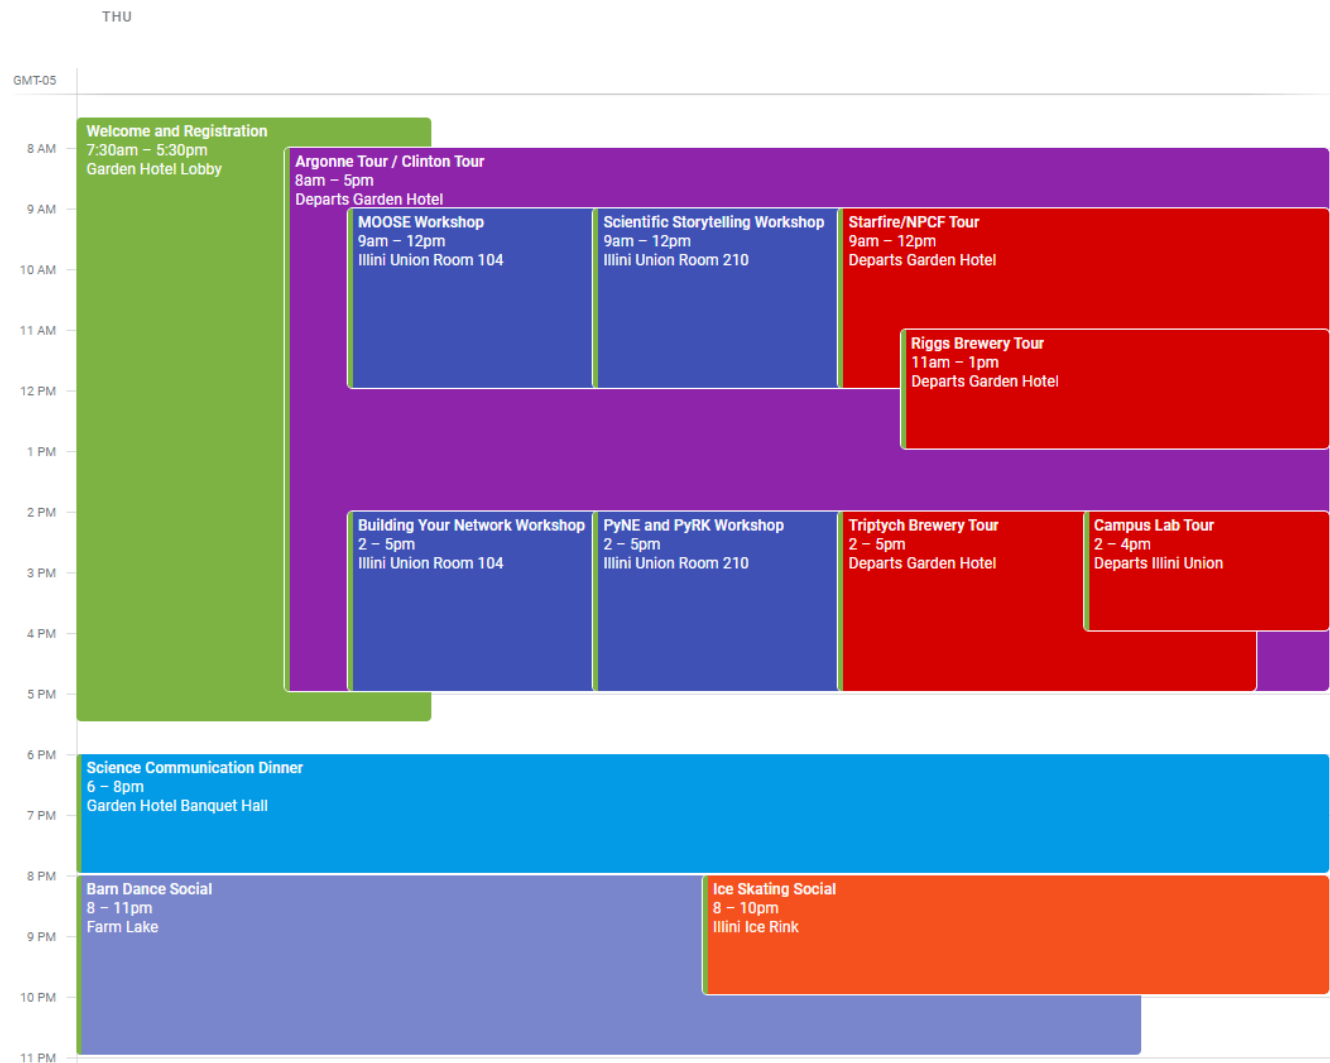 THU
GMT-05
Welcome and Registration
7:30am – 5:30pm
Garden Hotel Lobby
8 AM
Argonne Tour / Clinton Tour
8am – 5pm
Departs Garden Hotel
9 AM
MOOSE Workshop
9am – 12pm
Illini Union Room 104
Scientific Storytelling Workshop
9am – 12pm
Illini Union Room 210
Starfire/NPCF Tour
9am – 12pm
Departs Garden Hotel
10 AM
11 AM
Riggs Brewery Tour
11am – 1pm
Departs Garden Hotel
12 PM
1 PM
2 PM
Building Your Network Workshop
2 – 5pm
Illini Union Room 104
PyNE and PyRK Workshop
2 – 5pm
Illini Union Room 210
Triptych Brewery Tour
2 – 5pm
Departs Garden Hotel
Campus Lab Tour
2 – 4pm
Departs Illini Union
3 PM
4 PM
5 PM
6 PM
Science Communication Dinner
6 – 8pm
Garden Hotel Banquet Hall
7 PM
8 PM
Barn Dance Social
8 – 11pm
Farm Lake
Ice Skating Social
8 – 10pm
Illini Ice Rink
9 PM
10 PM
11 PM